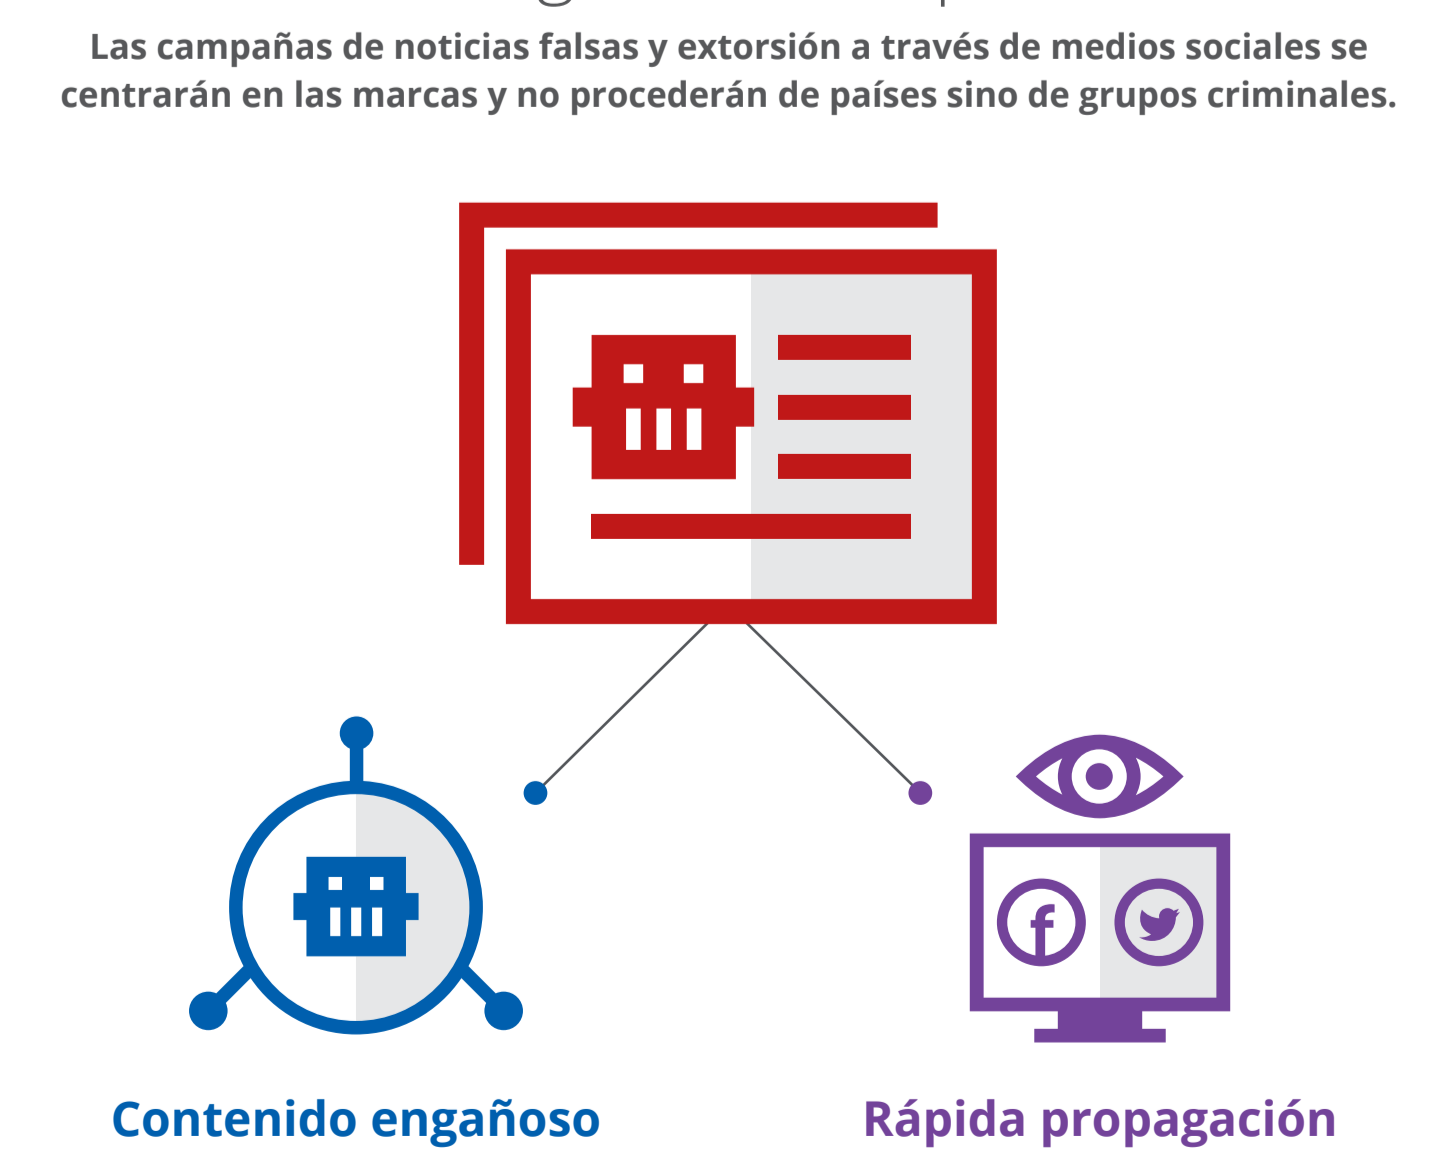 Las campañas de noticias falsas y extorsión a través de medios sociales se
centrarán en las marcas y no procederán de países sino de grupos criminales.
Contenido engañoso
Rápida propagación